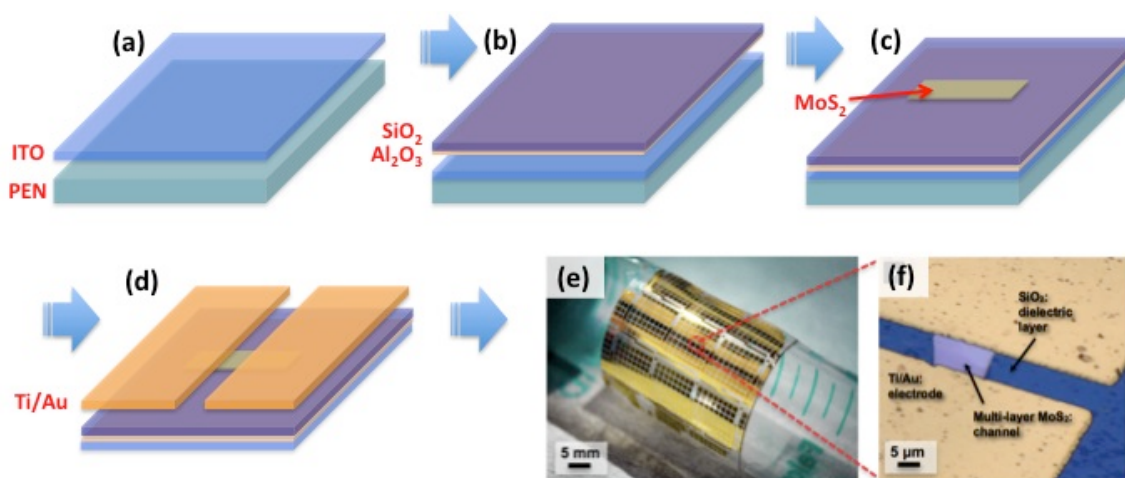 (a)
ITO
PEN
(b)
SiO₂
Al₂O₃
(c)
MoS₂
(d)
Ti/Au
(e)
5 mm
(f)
SiO₂:
dielectric
layer
Ti/Au:
electrode
Multi-layer MoS₂:
channel
5 µm